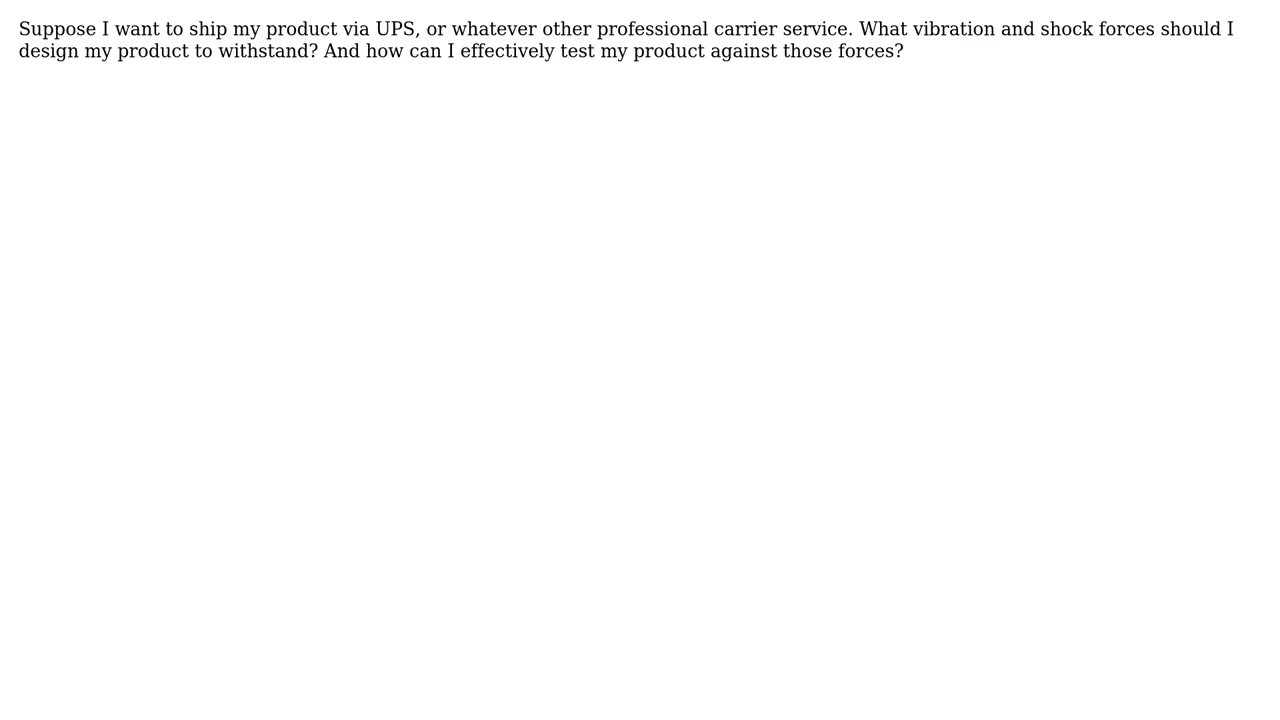 Suppose I want to ship my product via UPS, or whatever other professional carrier service. What vibration and shock forces should I
design my product to withstand? And how can I effectively test my product against those forces?